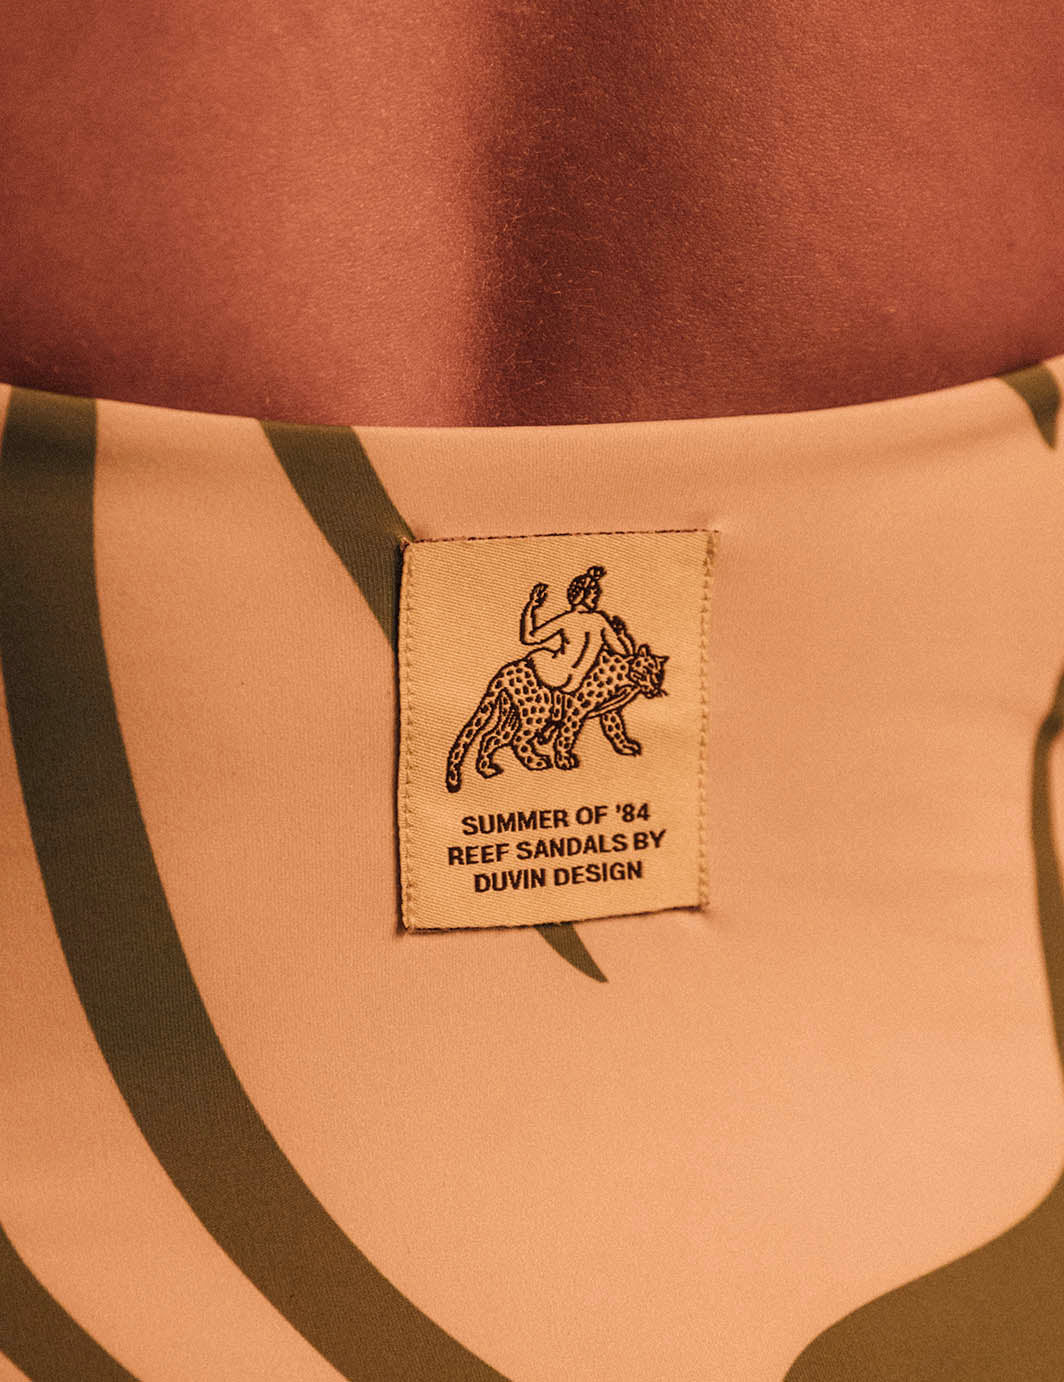 SUMMER OF '84
REEF SANDALS BY
DUVIN DESIGN